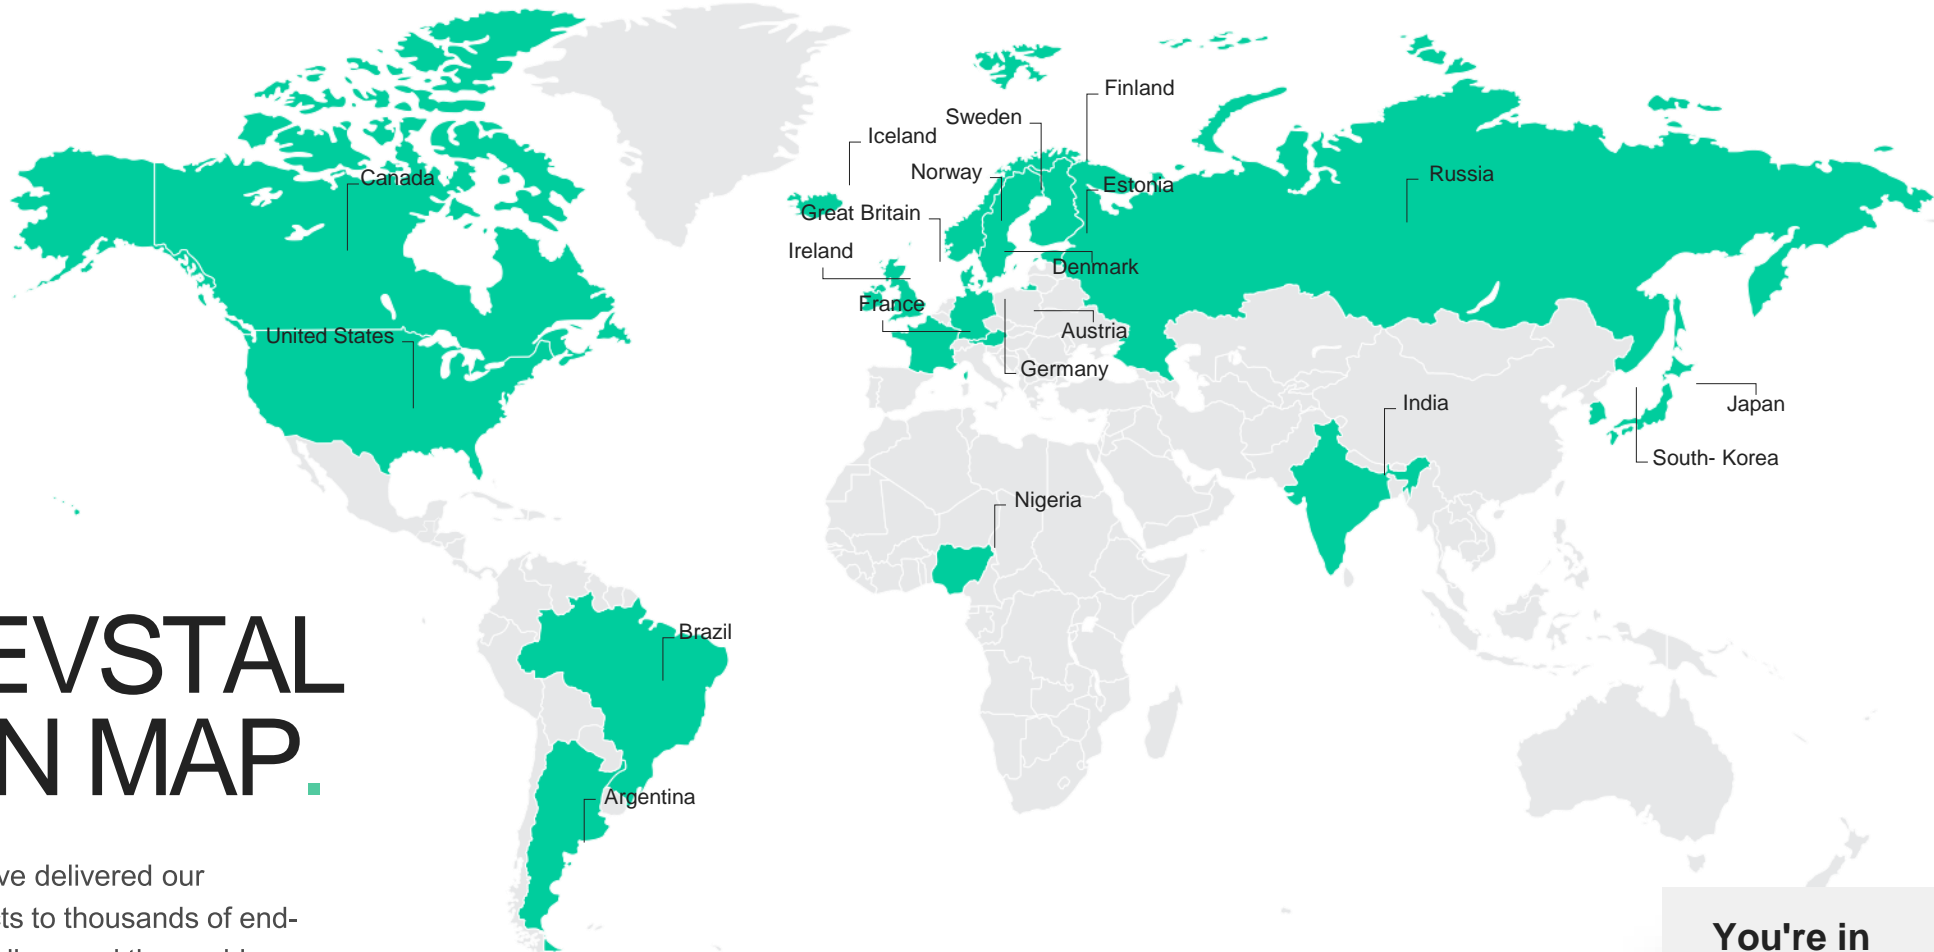 Finland
Sweden
Iceland
Norway
Canada
Russia
Estonia
Great Britain
Ireland
Denmark
France
United States
Austria
Germany
India
Japan
South- Korea
Nigeria
Brazil
EVSTAL
N MAP.
Argentina
ve delivered our
cts to thousands of end-
You're in